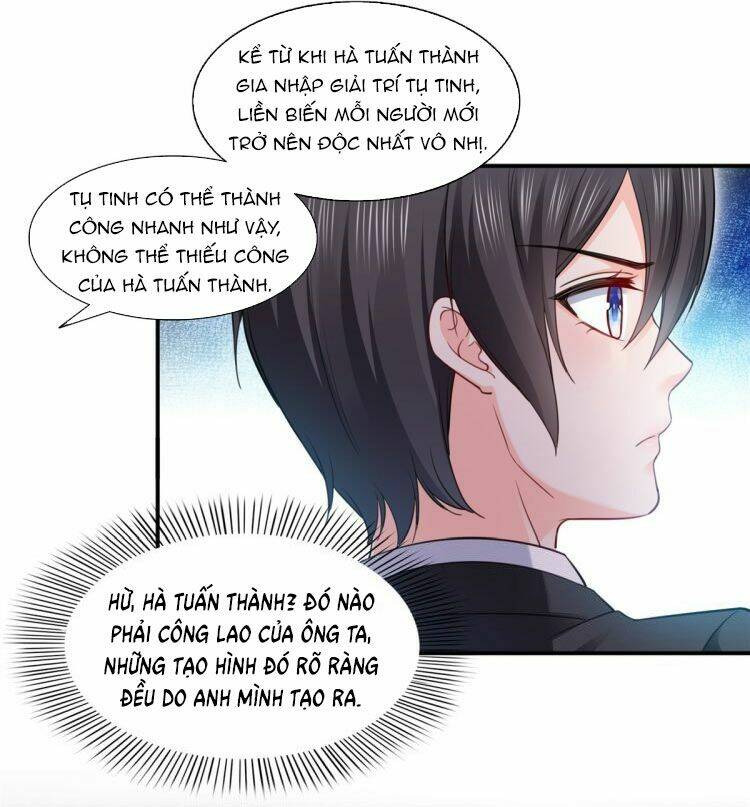 KỂ TỪ KHI HÀ TUẤN THÀNH
GIA NHẬP GIẢI TRÍ TỤ TINH,
LIỀN BIẾN MỖI NGƯỜI MỚI
TRỞ NÊN ĐỘC NHẤT VÔ NHỊ.
TỤ TINH CÓ THỂ THÀNH
CÔNG NHANH NHƯ VẬY,
KHÔNG THỂ THIẾU CÔNG
CỦA HÀ TUẤN THÀNH.
HỪ, HÀ TUẤN THÀNH? ĐÓ NÀO
PHẢI CÔNG LAO CỦA ÔNG TA,
NHỮNG TẠO HÌNH ĐÓ RÕ RÀNG
ĐỀU DO ANH MÌNH TẠO RA.